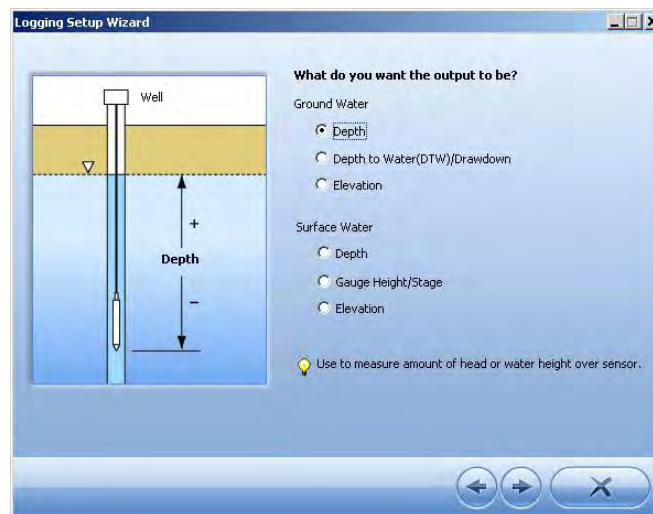 Logging Setup Wizard
Well
+
Depth
−
What do you want the output to be?
Ground Water
Depth
Depth to Water(DTW)/Drawdown
Elevation
Surface Water
Depth
Gauge Height/Stage
Elevation
Use to measure amount of head or water height over sensor.